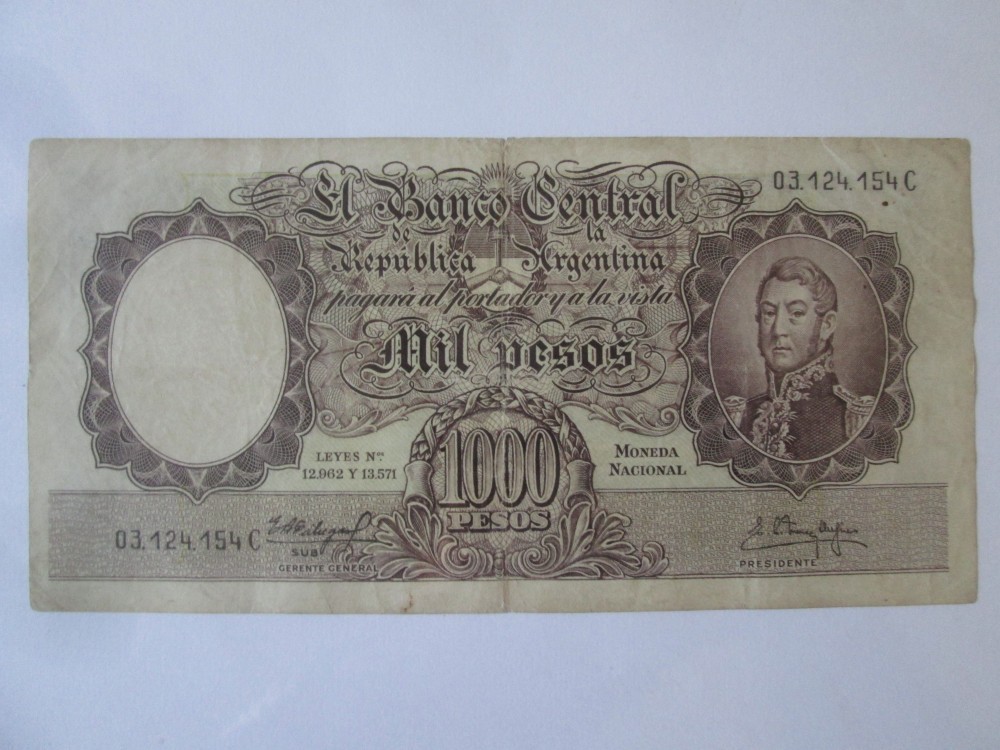 El Banco Central
de la
República Argentina
pagará al portador y a la vista
Mil pesos
03.124.154 C
LEYES Nos.
12.962 Y 13.571
1000
PESOS
MONEDA
NACIONAL
03.124.154 C
SUB
GERENTE GENERAL
PRESIDENTE